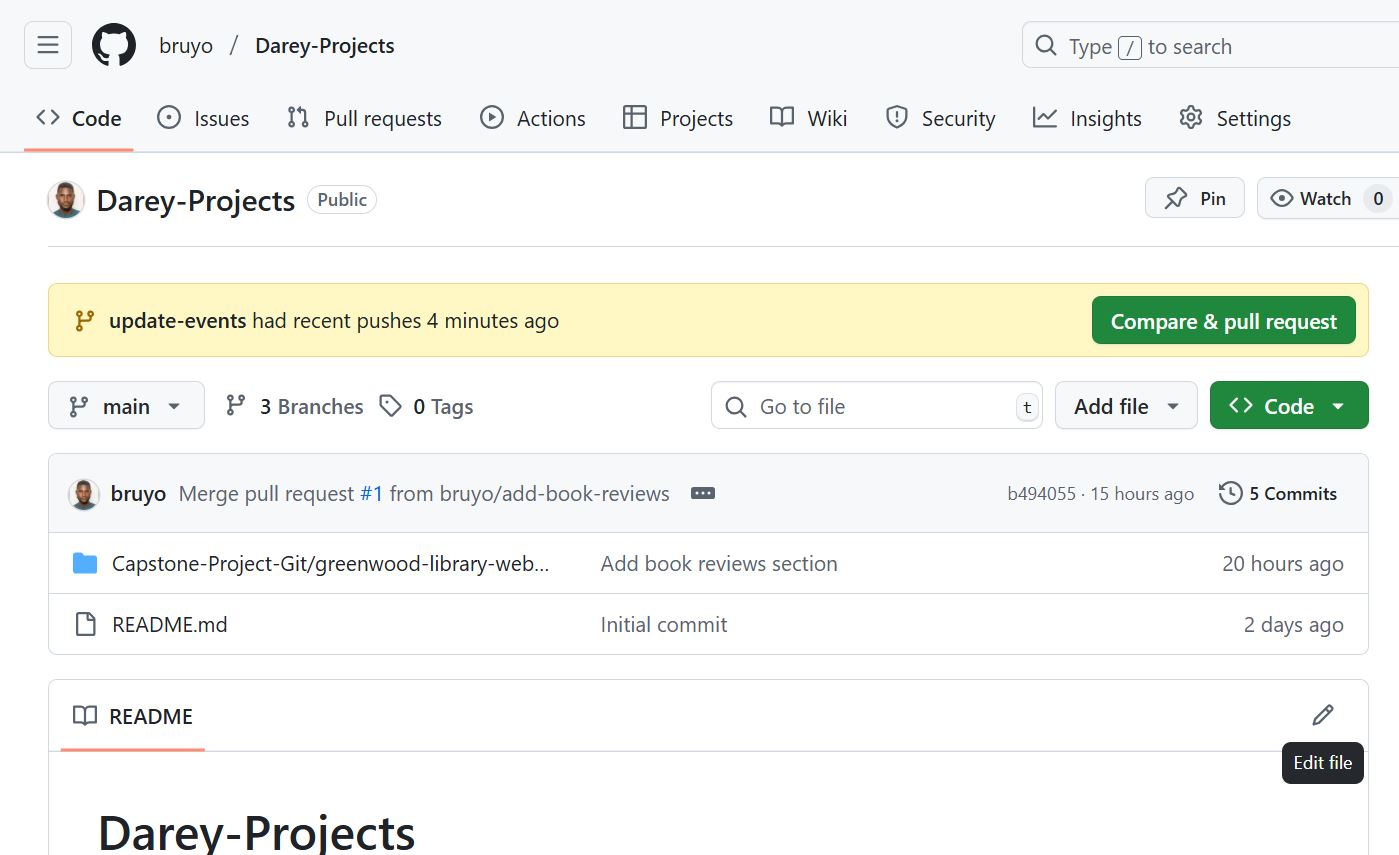 bruyo / Darey-Projects
Type / to search
Code Issues Pull requests Actions Projects Wiki Security Insights Settings
Darey-Projects Public
Pin
Watch 0
update-events had recent pushes 4 minutes ago
Compare & pull request
main
3 Branches
0 Tags
Go to file
t
Add file
Code
bruyo Merge pull request #1 from bruyo/add-book-reviews
b494055 · 15 hours ago
5 Commits
Capstone-Project-Git/greenwood-library-web... Add book reviews section 20 hours ago
README.md Initial commit 2 days ago
README
Edit file
Darey-Projects